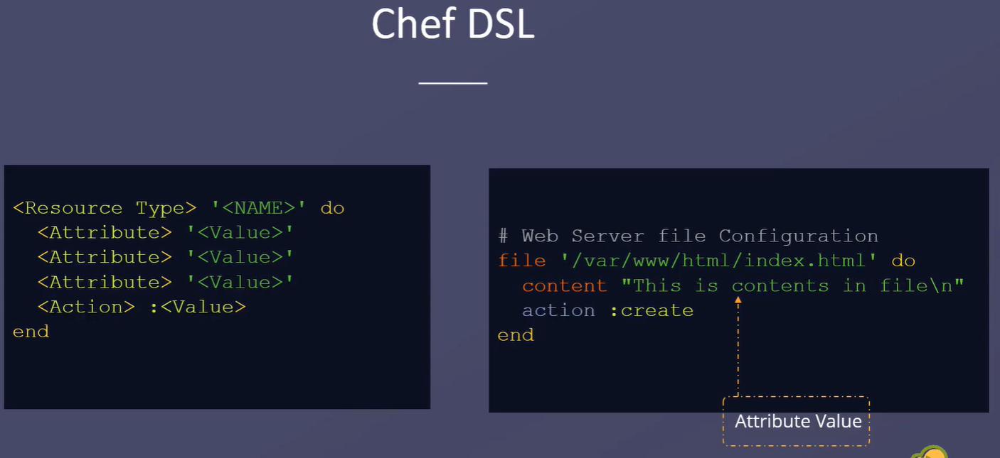 Chef DSL
<Resource Type> '<NAME>' do
<Attribute> '<Value>'
<Attribute> '<Value>'
<Attribute> '<Value>'
<Action> :<Value>
end
# Web Server file Configuration
file '/var/www/html/index.html' do
content "This is contents in file\n"
action :create
end
Attribute Value